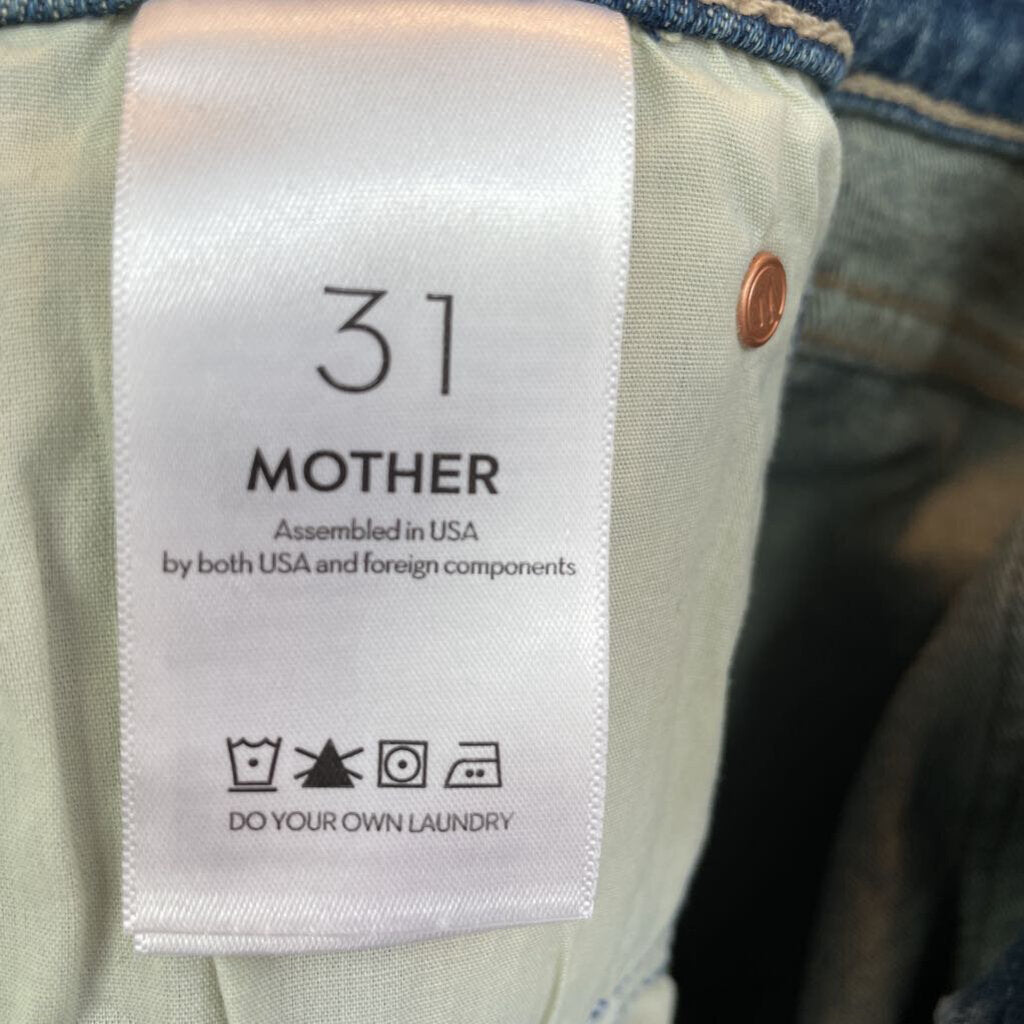 31
MOTHER
Assembled in USA
by both USA and foreign components
DO YOUR OWN LAUNDRY